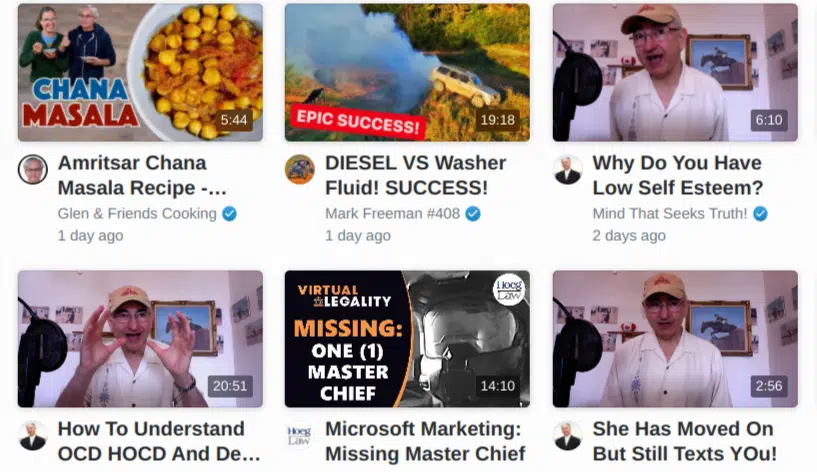 CHANA
MASALA
5:44
Amritsar Chana
Masala Recipe -...
Glen & Friends Cooking
1 day ago
EPIC SUCCESS!
19:18
DIESEL VS Washer
Fluid! SUCCESS!
Mark Freeman #408
1 day ago
6:10
Why Do You Have
Low Self Esteem?
Mind That Seeks Truth!
2 days ago
20:51
How To Understand
OCD HOCD And De...
VIRTUAL
LEGALITY
Hoeg
Law
MISSING:
ONE (1)
MASTER
CHIEF
14:10
Hoeg
Law
Microsoft Marketing:
Missing Master Chief
2:56
She Has Moved On
But Still Texts YOu!